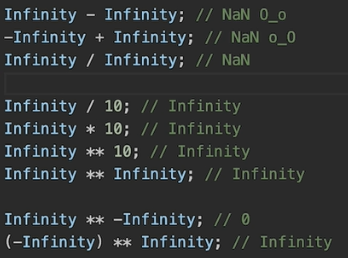 Infinity - Infinity; // NaN O_o
-Infinity + Infinity; // NaN o_O
Infinity / Infinity; // NaN
Infinity / 10; // Infinity
Infinity * 10; // Infinity
Infinity ** 10; // Infinity
Infinity ** Infinity; // Infinity
Infinity ** -Infinity; // 0
(-Infinity) ** Infinity; // Infinity